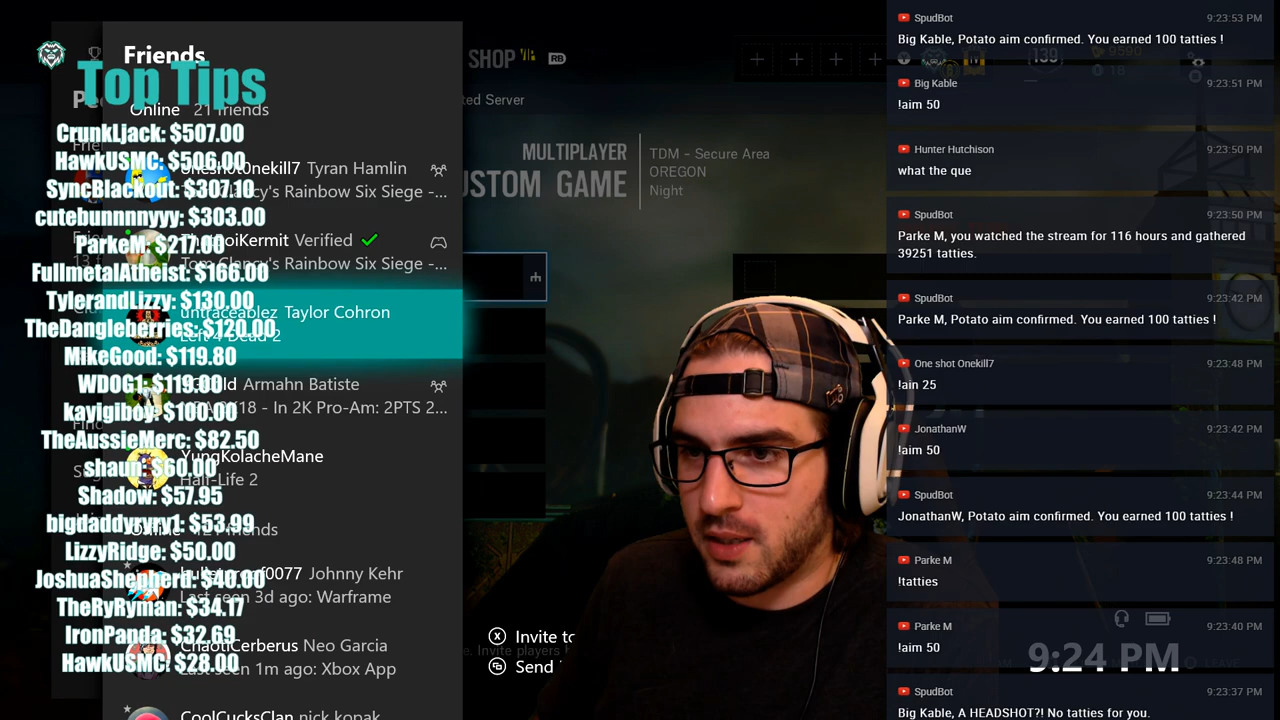 Friends
Top Tips
Online 21 friends
CrunkLjack: $507.00
HawkUSMC: $506.00
SyncBlackout: $307.10
cutebunnnnyyy: $303.00
ParkeM: $217.00
FullmetalAtheist: $166.00
TylerandLizzy: $130.00
TheDangleberries: $120.00
MikeGood: $119.80
WDOG1: $119.00
kayigiboy: $100.00
TheAussieMerc: $82.50
shaun: $60.00
Shadow: $57.95
bigdaddyryry1: $53.99
LizzyRidge: $50.00
JoshuaShepherd: $40.00
TheRyRyman: $34.17
IronPanda: $32.69
HawkUSMC: $28.00
Tyran Hamlin
Rainbow Six Siege -...
Kermit Verified
Tom Clancy's Rainbow Six Siege -...
untraceablez Taylor Cohron
Left 4 Dead 2
Armahn Batiste
K18 - In 2K Pro-Am: 2PTS 2...
YungKolacheMane
Half-Life 2
friends
Johnny Kehr
Last seen 3d ago: Warframe
ChaotiCerberus Neo Garcia
Last seen 1m ago: Xbox App
CoolCucksClan nick kopak
SHOP
RB
ted Server
MULTIPLAYER
USTOM GAME
TDM - Secure Area
OREGON
Night
Invite to
Send
SpudBot 9:23:53 PM
Big Kable, Potato aim confirmed. You earned 100 tatties !
139
Big Kable 9:23:51 PM
!aim 50
Hunter Hutchison 9:23:50 PM
what the que
SpudBot 9:23:50 PM
Parke M, you watched the stream for 116 hours and gathered
39251 tatties.
SpudBot 9:23:42 PM
Parke M, Potato aim confirmed. You earned 100 tatties !
One shot Onekill7 9:23:48 PM
!ain 25
JonathanW 9:23:42 PM
!aim 50
SpudBot 9:23:44 PM
JonathanW, Potato aim confirmed. You earned 100 tatties !
Parke M 9:23:48 PM
!tatties
Parke M 9:23:40 PM
!aim 50
9:24 PM
SpudBot 9:23:37 PM
Big Kable, A HEADSHOT?! No tatties for you.